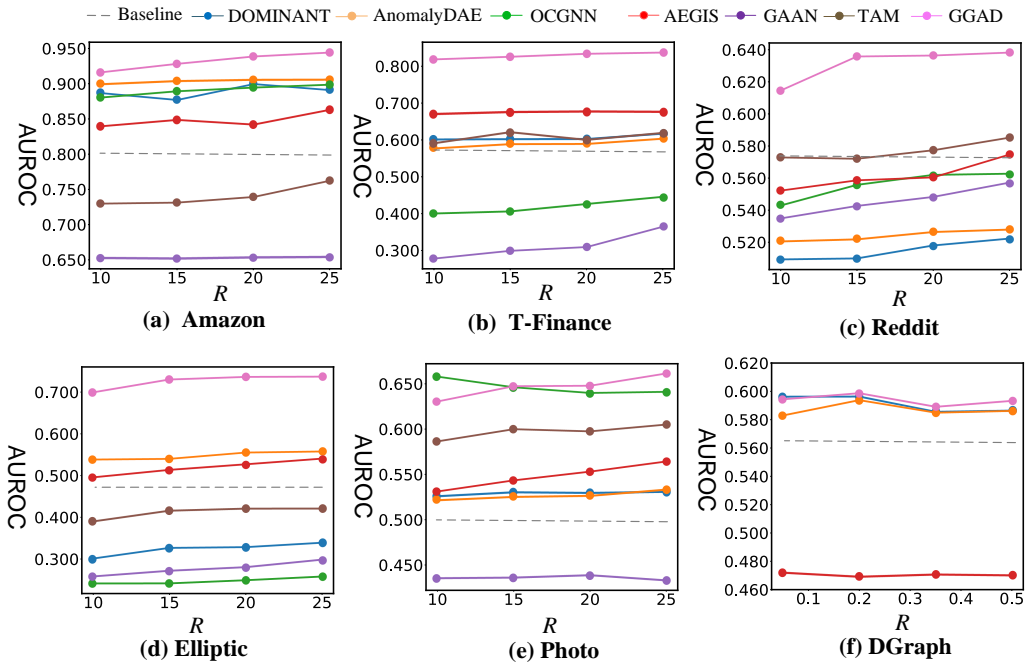 Baseline DOMINANT AnomalyDAE OCGNN AEGIS GAAN TAM GGAD
0.950
0.900
0.850
0.800
0.750
0.700
0.650
AUROC
10 15 20 25
R
(a) Amazon
0.800
0.700
0.600
0.500
0.400
0.300
AUROC
10 15 20 25
R
(b) T-Finance
0.640
0.620
0.600
0.580
0.560
0.540
0.520
AUROC
10 15 20 25
R
(c) Reddit
0.700
0.600
0.500
0.400
0.300
AUROC
10 15 20 25
R
(d) Elliptic
0.650
0.600
0.550
0.500
0.450
AUROC
10 15 20 25
R
(e) Photo
0.620
0.600
0.580
0.560
0.540
0.520
0.500
0.480
0.460
AUROC
0.1 0.2 0.3 0.4 0.5
R
(f) DGraph